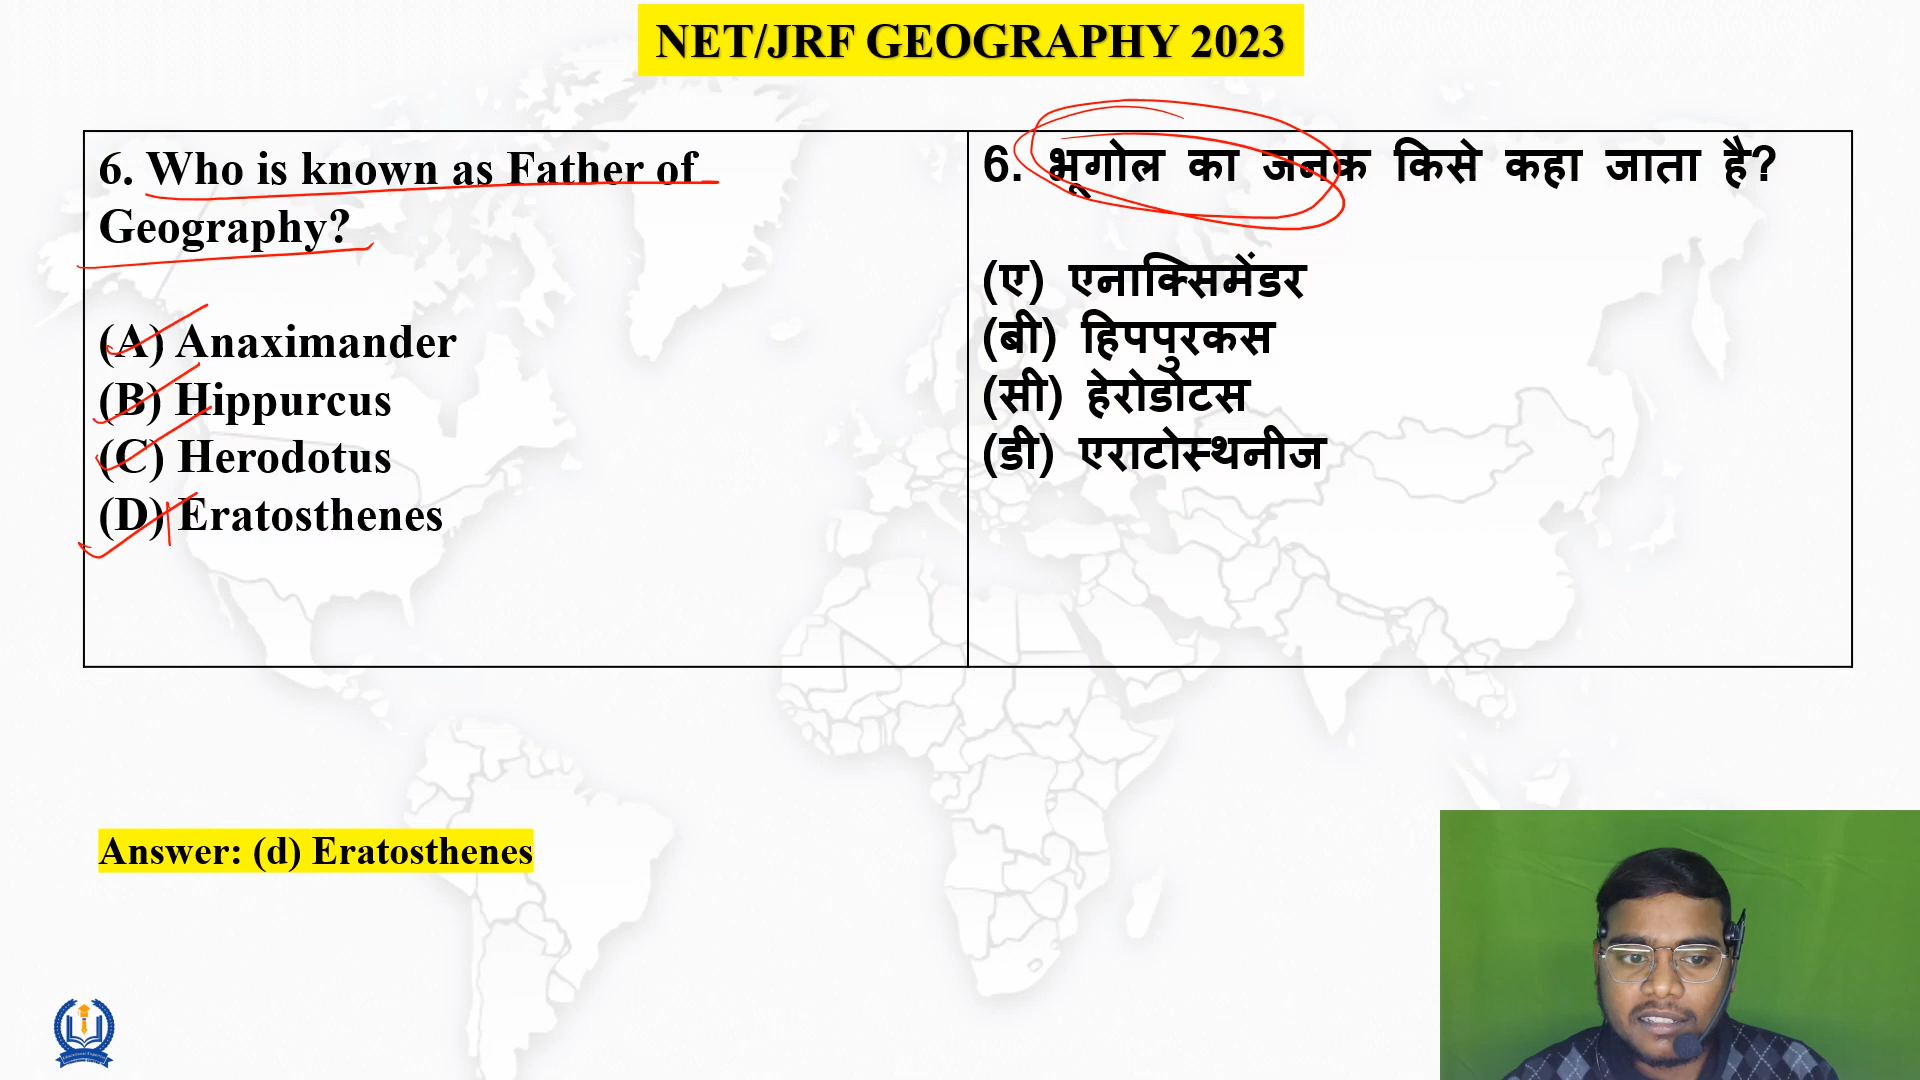 NET/JRF GEOGRAPHY 2023
6. Who is known as Father of
Geography?
(A) Anaximander
(B) Hippurcus
(C) Herodotus
(D) Eratosthenes
6. भूगोल का जनक किसे कहा जाता है?
(ए) एनाक्सिमेंडर
(बी) हिपपुरकस
(सी) हेरोडोटस
(डी) एराटोस्थनीज
Answer: (d) Eratosthenes